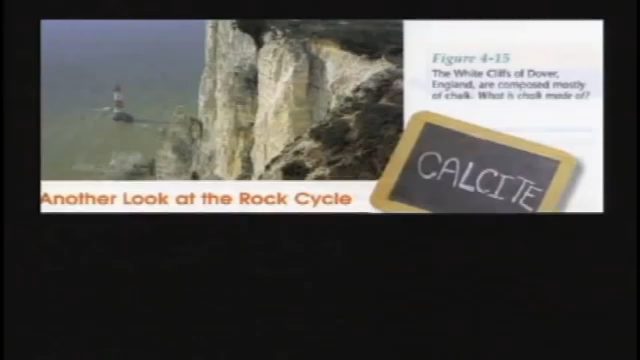 Figure 4-15
The White Cliffs of Dover,
England, are composed mostly
of chalk. What is chalk made of?
CALCITE
Another Look at the Rock Cycle